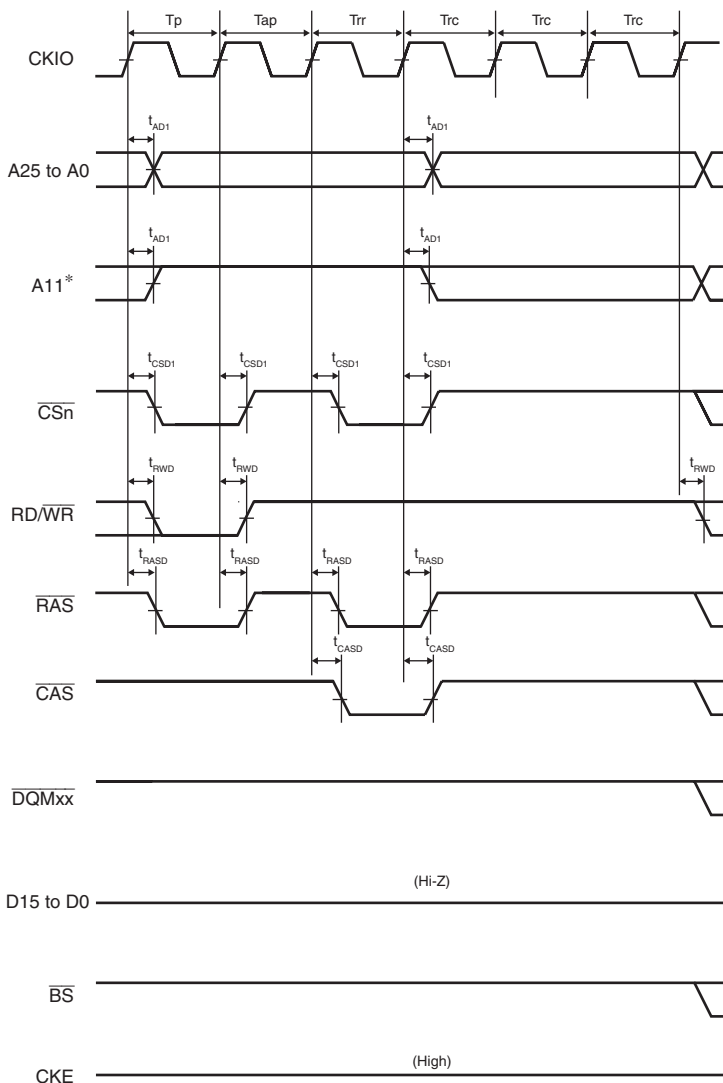 Tp Tap Trr Trc Trc Trc
CKIO
tAD1 tAD1
A25 to A0
tAD1 tAD1
A11*
tCSD1 tCSD1 tCSD1 tCSD1
CSn
tRWD tRWD tRWD
RD/WR
tRASD tRASD tRASD tRASD
RAS
tCASD tCASD
CAS
DQMxx
(Hi-Z)
D15 to D0
BS
(High)
CKE